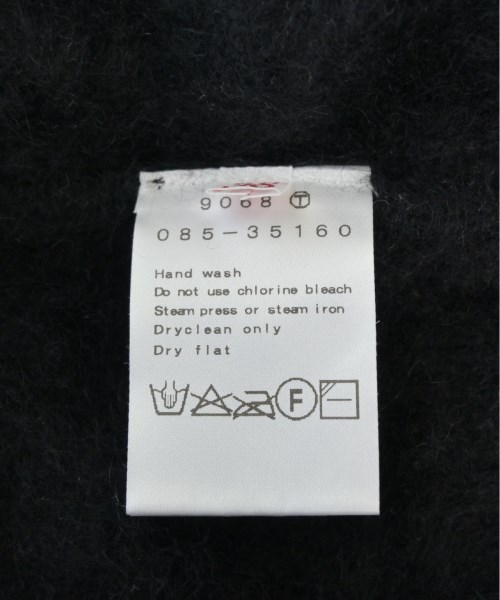 9068 Ⓣ
085-35160
Hand wash
Do not use chlorine bleach
Steam press or steam iron
Dryclean only
Dry flat
F